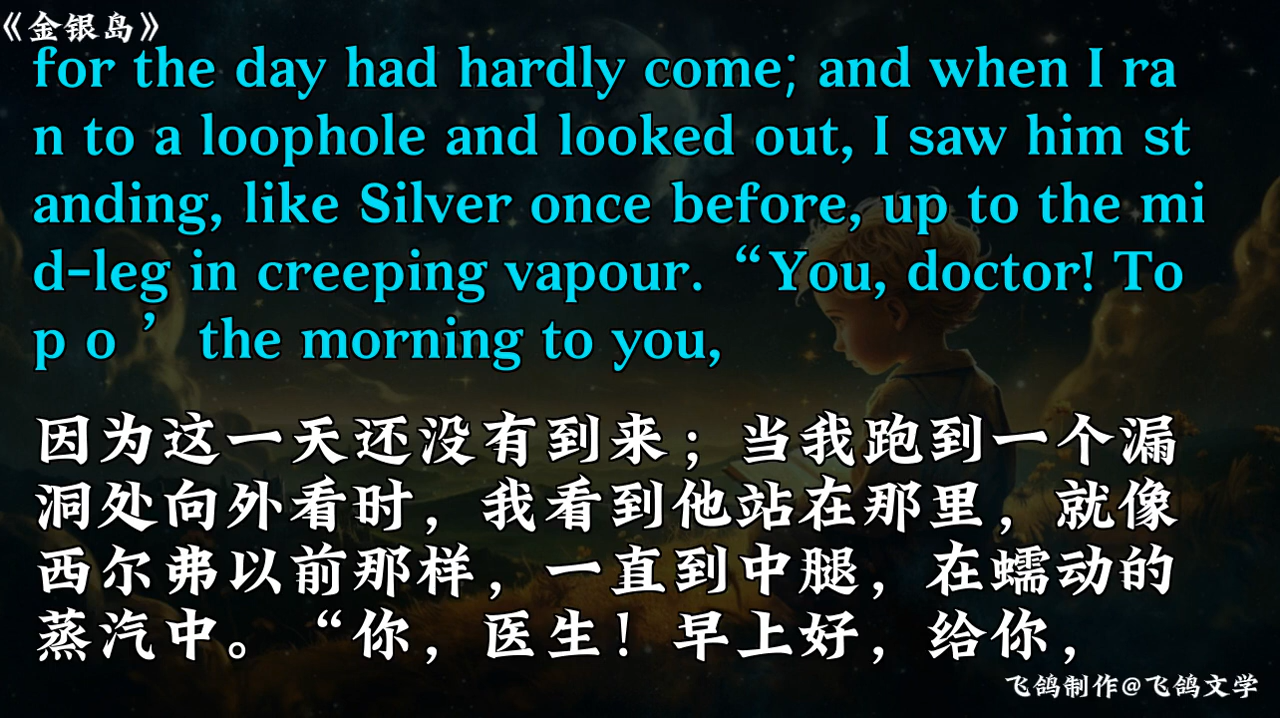 《金银岛》
for the day had hardly come; and when I ra
n to a loophole and looked out, I saw him st
anding, like Silver once before, up to the mi
d-leg in creeping vapour. “You, doctor! To
p o ’ the morning to you,
因为这一天还没有到来；当我跑到一个漏
洞处向外看时，我看到他站在那里，就像
西尔弗以前那样，一直到中腿，在蠕动的
蒸汽中。“你，医生！早上好，给你，
飞鸽制作@飞鸽文学